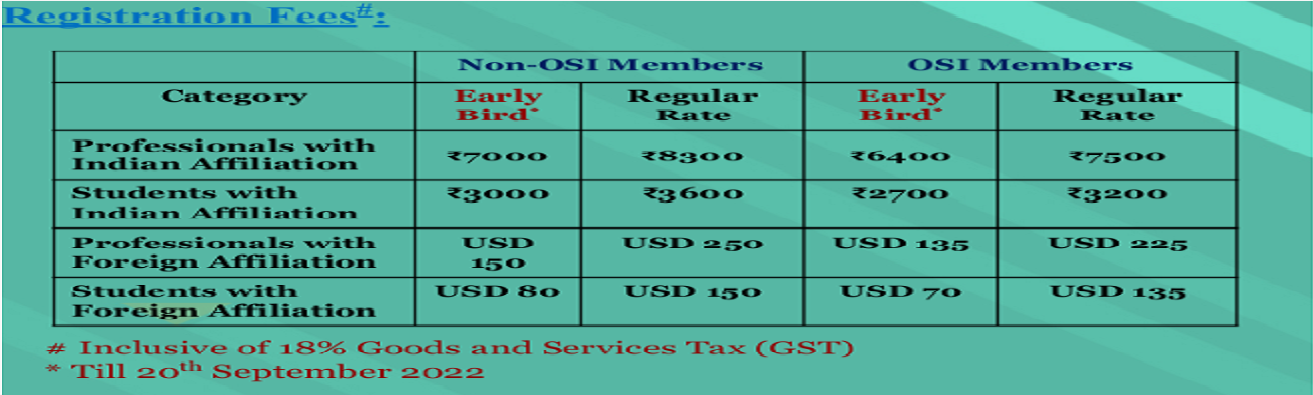 Registration Fees#:
Non-OSI Members OSI Members
Category Early Bird* Regular Rate Early Bird* Regular Rate
Professionals with Indian Affiliation ₹7000 ₹8300 ₹6400 ₹7500
Students with Indian Affiliation ₹3000 ₹3600 ₹2700 ₹3200
Professionals with Foreign Affiliation USD 150 USD 250 USD 135 USD 225
Students with Foreign Affiliation USD 80 USD 150 USD 70 USD 135
# Inclusive of 18% Goods and Services Tax (GST)
* Till 20th September 2022